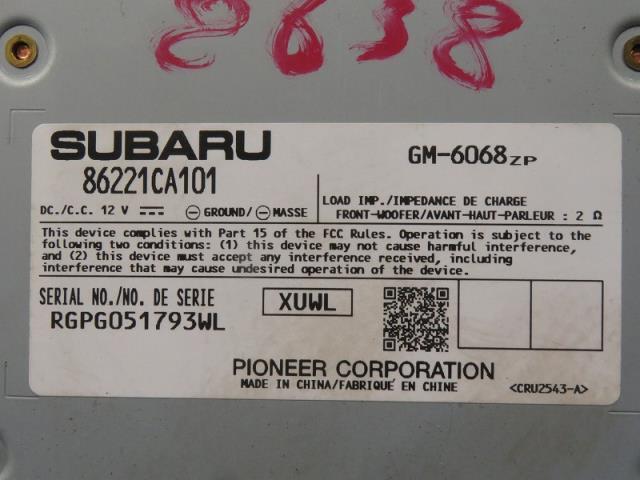 8638
SUBARU
GM-6068ZP
86221CA101
DC./C.C. 12 V ⊖GROUND/⊖MASSE
LOAD IMP./IMPEDANCE DE CHARGE
FRONT-WOOFER/AVANT-HAUT-PARLEUR : 2 Ω
This device complies with Part 15 of the FCC Rules. Operation is subject to the
following two conditions: (1) this device may not cause harmful interference,
and (2) this device must accept any interference received, including
interference that may cause undesired operation of the device.
SERIAL NO./NO. DE SERIE
XUWL
RGPG051793WL
PIONEER CORPORATION
MADE IN CHINA/FABRIQUÉ EN CHINE
<CRU2543-A>